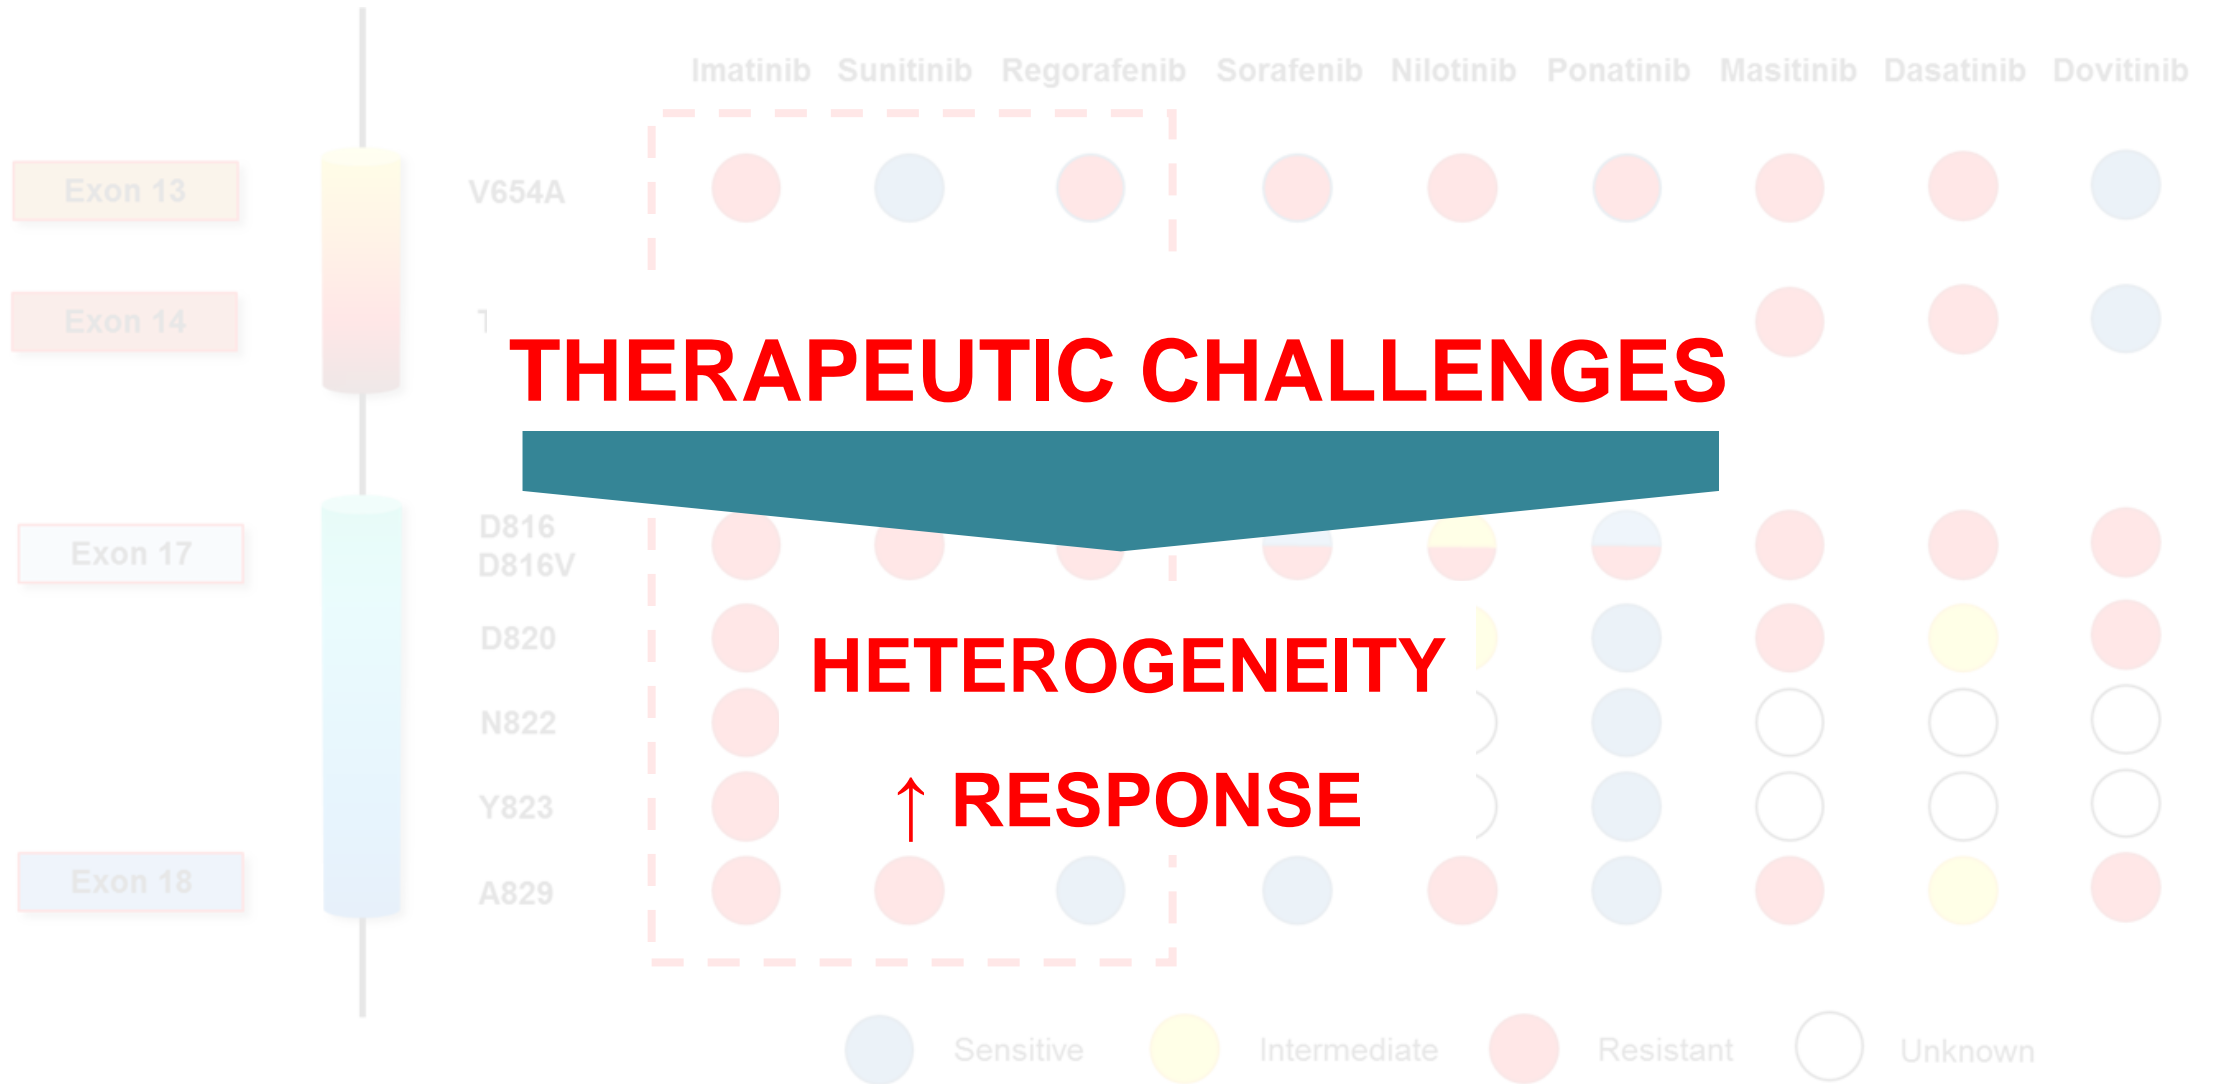 Imatinib Sunitinib Regorafenib Sorafenib Nilotinib Ponatinib Masitinib Dasatinib Dovitinib
Exon 13 V654A
Exon 14
THERAPEUTIC CHALLENGES
D816
Exon 17
D816V
D820
HETEROGENEITY
N822
Y823
↑ RESPONSE
Exon 18 A829
Sensitive Intermediate Resistant Unknown